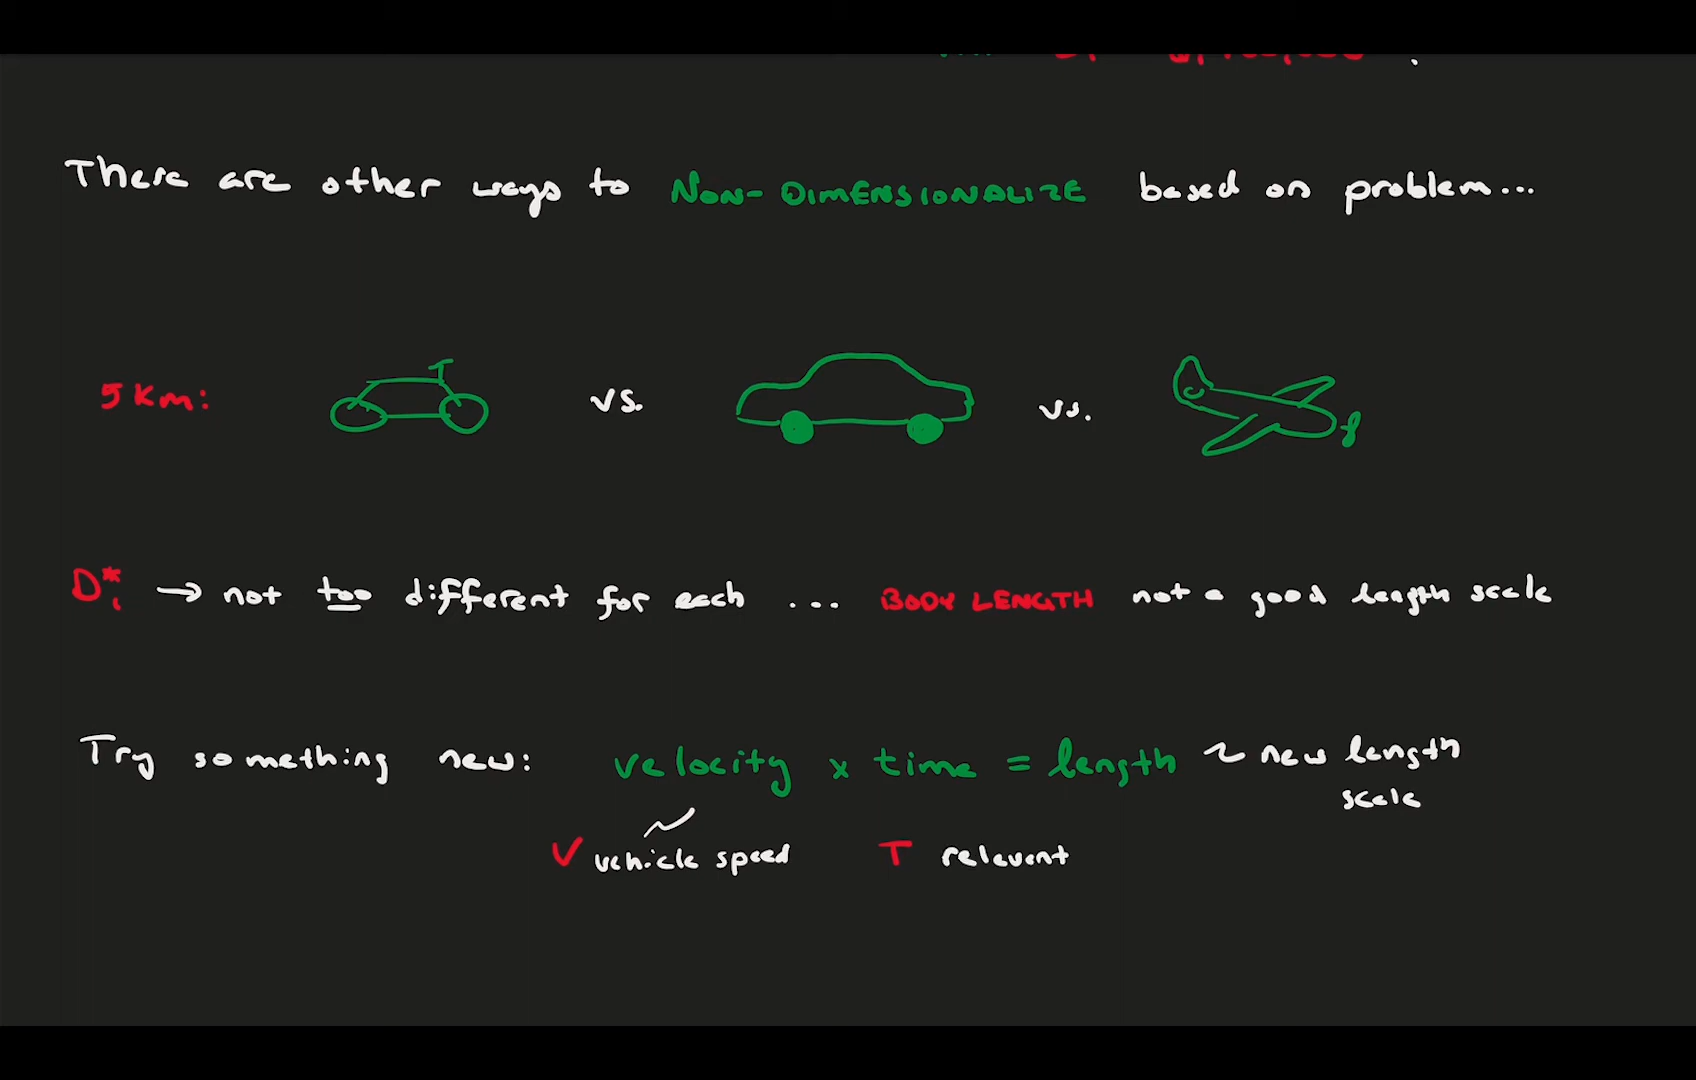 There are other ways to NON-DIMENSIONALIZE based on problem...
5 Km: vs. vs.
D₁* → not too different for each ... BODY LENGTH not a good length scale
Try something new: velocity x time = length ~ new length
scale
V vehicle speed T relevant